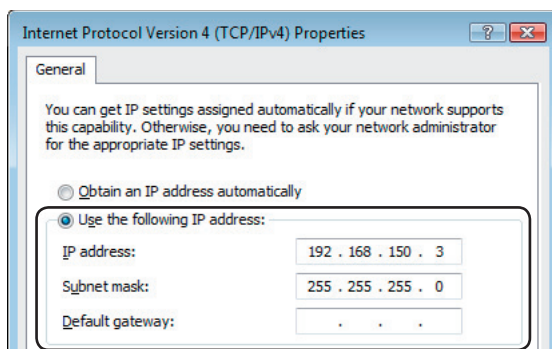 Internet Protocol Version 4 (TCP/IPv4) Properties
General
You can get IP settings assigned automatically if your network supports
this capability. Otherwise, you need to ask your network administrator
for the appropriate IP settings.
Obtain an IP address automatically
Use the following IP address:
IP address: 192 . 168 . 150 . 3
Subnet mask: 255 . 255 . 255 . 0
Default gateway: . . .